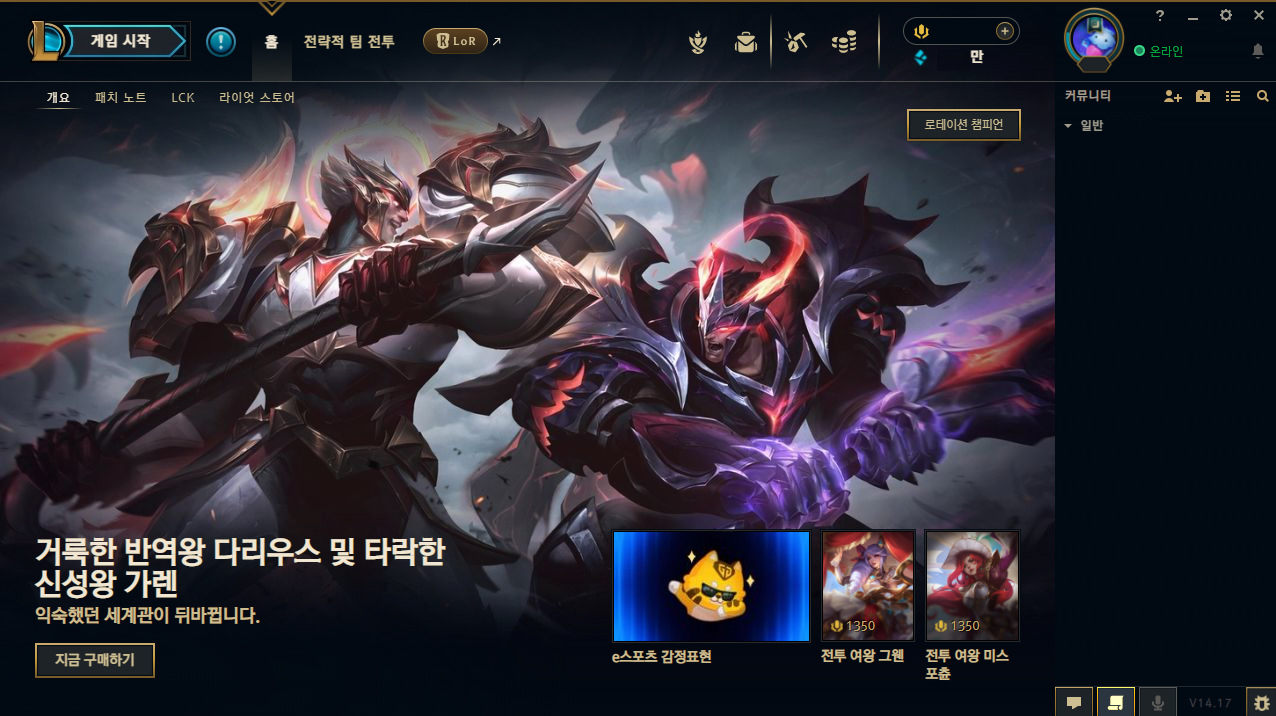 게임 시작
홈
전략적 팀 전투
LoR
만
온라인
개요
패치 노트
LCK
라이엇 스토어
로테이션 챔피언
커뮤니티
일반
거룩한 반역왕 다리우스 및 타락한
신성왕 가렌
익숙했던 세계관이 뒤바뀝니다.
지금 구매하기
e스포츠 감정표현
1350
전투 여왕 그웬
1350
전투 여왕 미스
포츈
V14.17